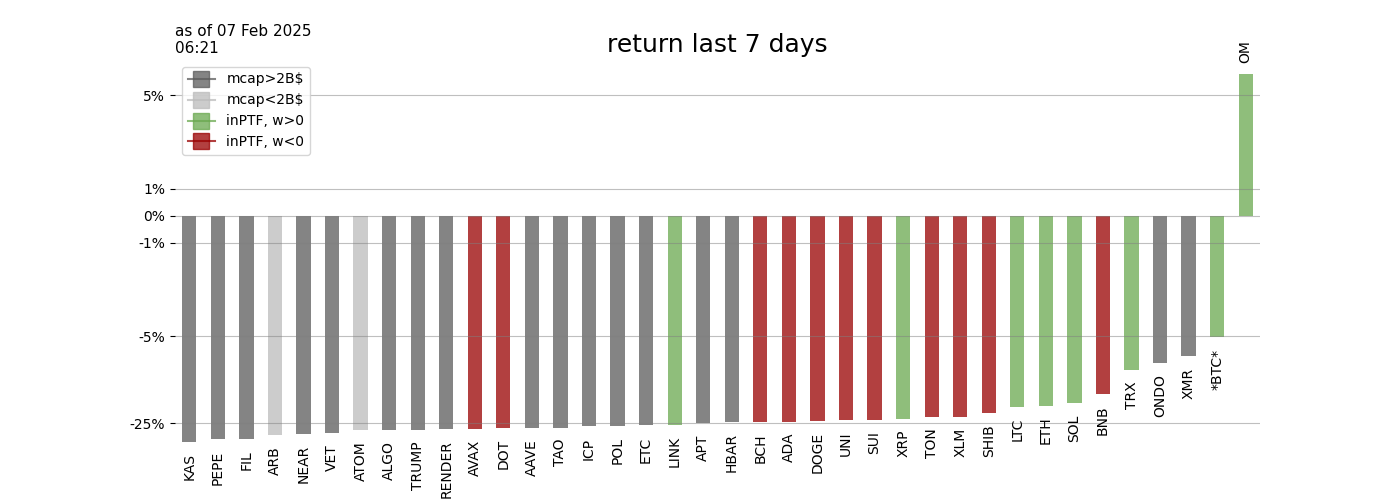 as of 07 Feb 2025
06:21
return last 7 days
mcap>2B$
mcap<2B$
inPTF, w>0
inPTF, w<0
5%
1%
0%
-1%
-5%
-25%
KAS
PEPE
FIL
ARB
NEAR
VET
ATOM
ALGO
TRUMP
RENDER
AVAX
DOT
AAVE
TAO
ICP
POL
ETC
LINK
APT
HBAR
BCH
ADA
DOGE
UNI
SUI
XRP
TON
XLM
SHIB
LTC
ETH
SOL
BNB
TRX
ONDO
XMR
*BTC*
OM